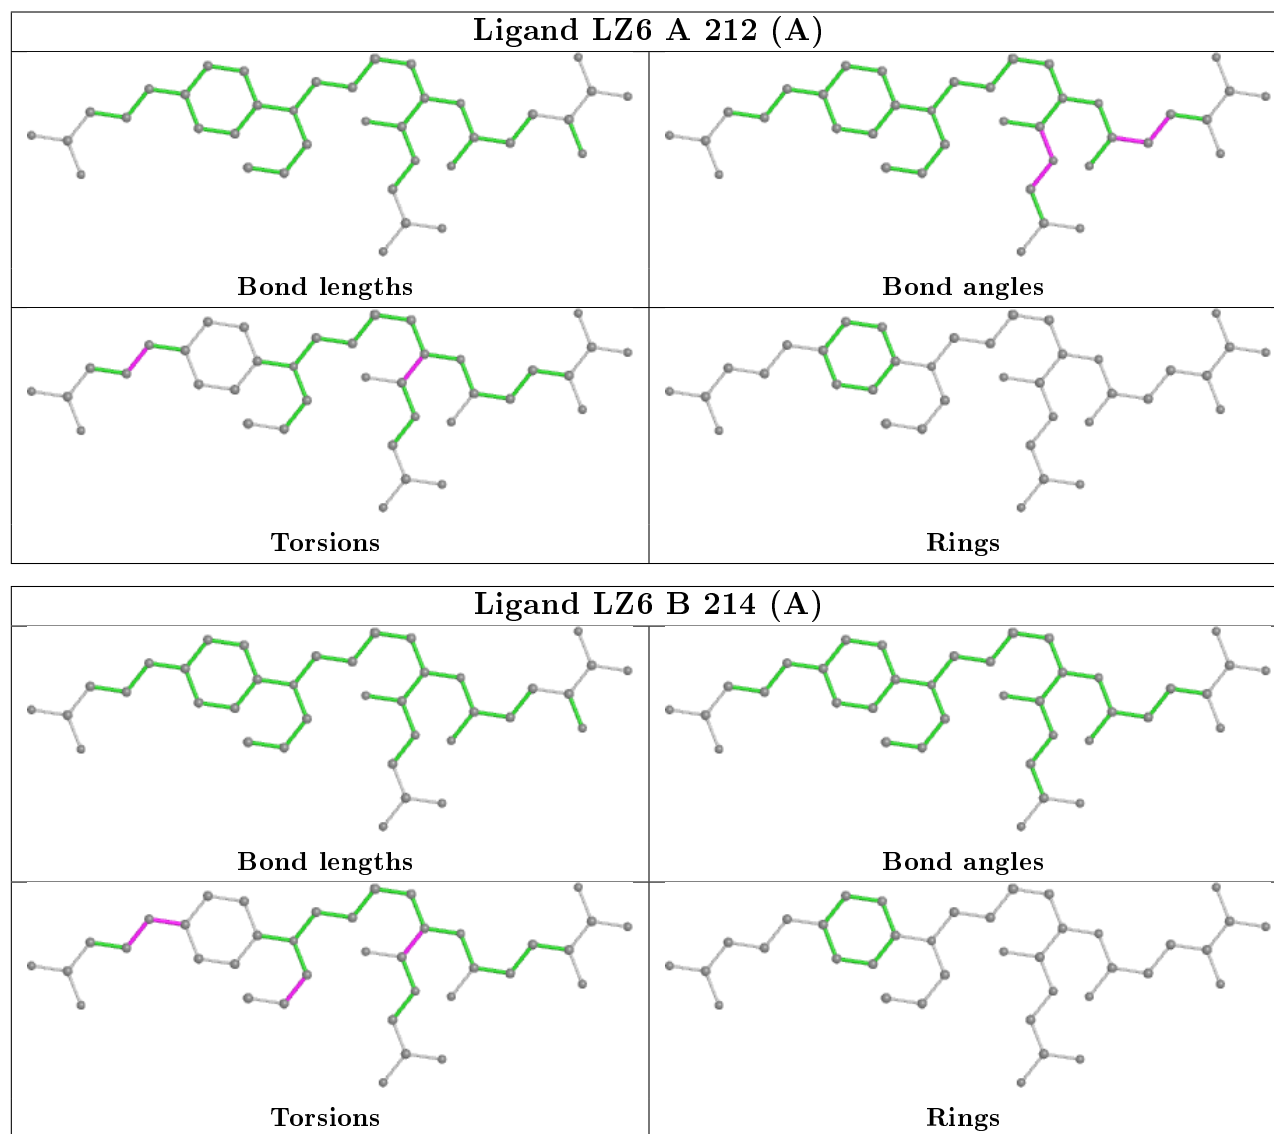 Ligand LZ6 A 212 (A)
Bond lengths
Bond angles
Torsions
Rings
Ligand LZ6 B 214 (A)
Bond lengths
Bond angles
Torsions
Rings